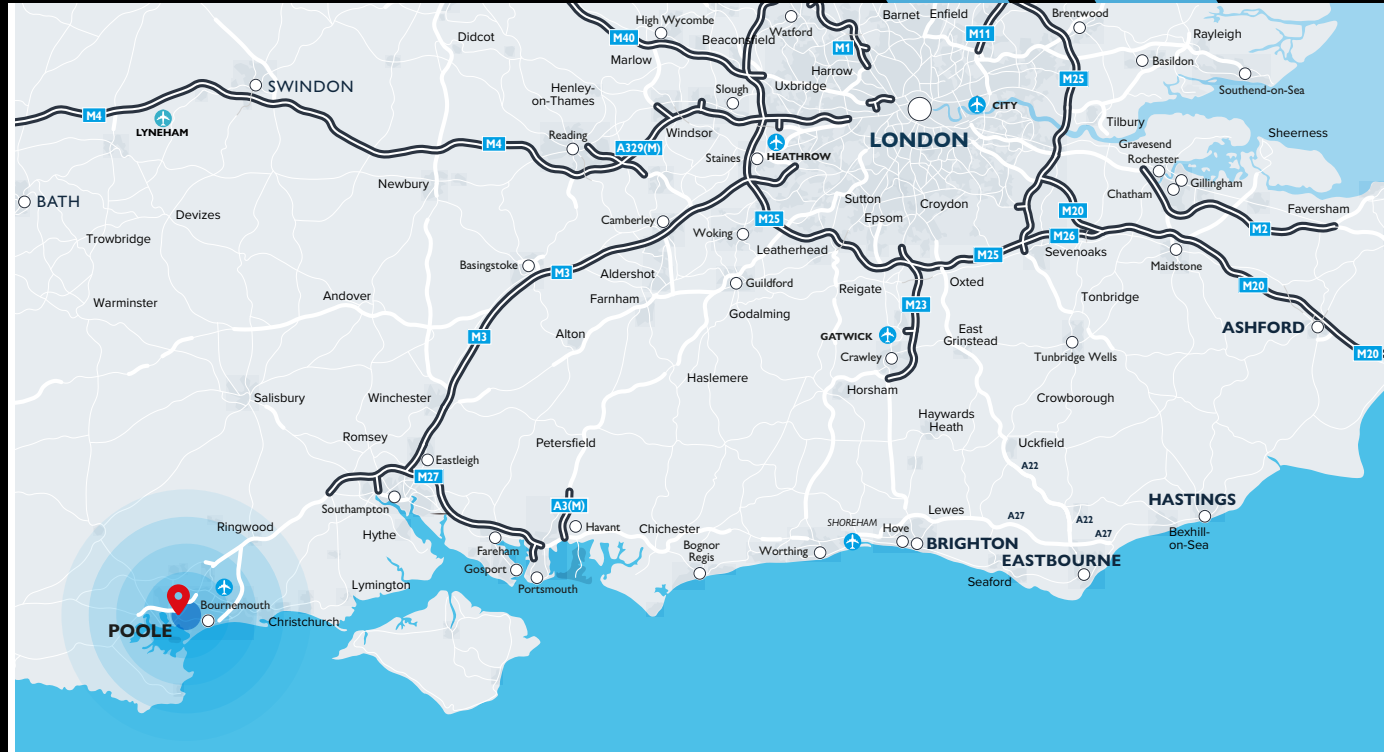 High Wycombe
Barnet
Enfield
Brentwood
Watford
Rayleigh
Didcot
M40
Beaconsfield
M1
M11
Marlow
Basildon
Harrow
M25
SWINDON
Henley-
on-Thames
Slough
Uxbridge
Southend-on-Sea
CITY
M4
LYNEHAM
Tilbury
Reading
Windsor
LONDON
Sheerness
M4
A329(M)
Gravesend
Staines
HEATHROW
Rochester
Newbury
Gillingham
Chatham
BATH
Sutton
Croydon
Devizes
Camberley
M25
Epsom
M20
Faversham
Woking
M2
Trowbridge
M26
Leatherhead
M25
Sevenoaks
Basingstoke
M3
Aldershot
Maidstone
Guildford
Reigate
Oxted
M20
Warminster
Andover
Farnham
M23
Tonbridge
Godalming
ASHFORD
M3
Alton
GATWICK
East
Grinstead
M20
Crawley
Tunbridge Wells
Haslemere
Horsham
Salisbury
Winchester
Crowborough
Haywards
Heath
Romsey
Petersfield
Uckfield
Eastleigh
A22
M27
HASTINGS
Southampton
A3(M)
Lewes
A27
A22
Ringwood
Hythe
Havant
Chichester
SHOREHAM
Hove
A27
Bexhill-
on-Sea
Fareham
Bognor
Regis
Worthing
BRIGHTON
EASTBOURNE
Gosport
Lymington
Portsmouth
Seaford
Bournemouth
Christchurch
POOLE